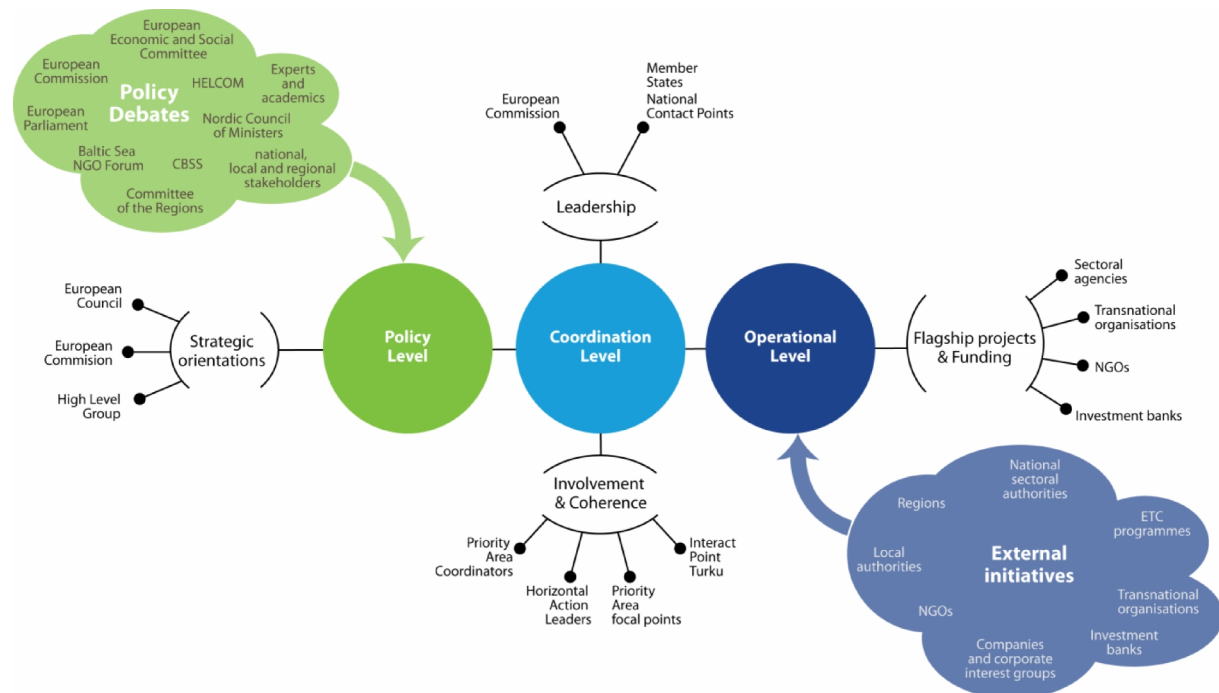 European
Economic and Social
Committee
European
Commission
HELCOM
Experts
and
academics
Policy
Debates
European
Parliament
Nordic Council
of Ministers
Baltic Sea
NGO Forum
CBSS
national,
local and regional
stakeholders
Committee
of the Regions
European
Commission
Member
States
National
Contact Points
Leadership
European
Council
European
Commision
High Level
Group
Strategic
orientations
Policy
Level
Coordination
Level
Operational
Level
Flagship projects
& Funding
Sectoral
agencies
Transnational
organisations
NGOs
Investment banks
Involvement
& Coherence
Priority
Area
Coordinators
Horizontal
Action
Leaders
Priority
Area
focal points
Interact
Point
Turku
National
sectoral
authorities
Regions
ETC
programmes
Local
authorities
External
initiatives
NGOs
Transnational
organisations
Investment
banks
Companies
and corporate
interest groups